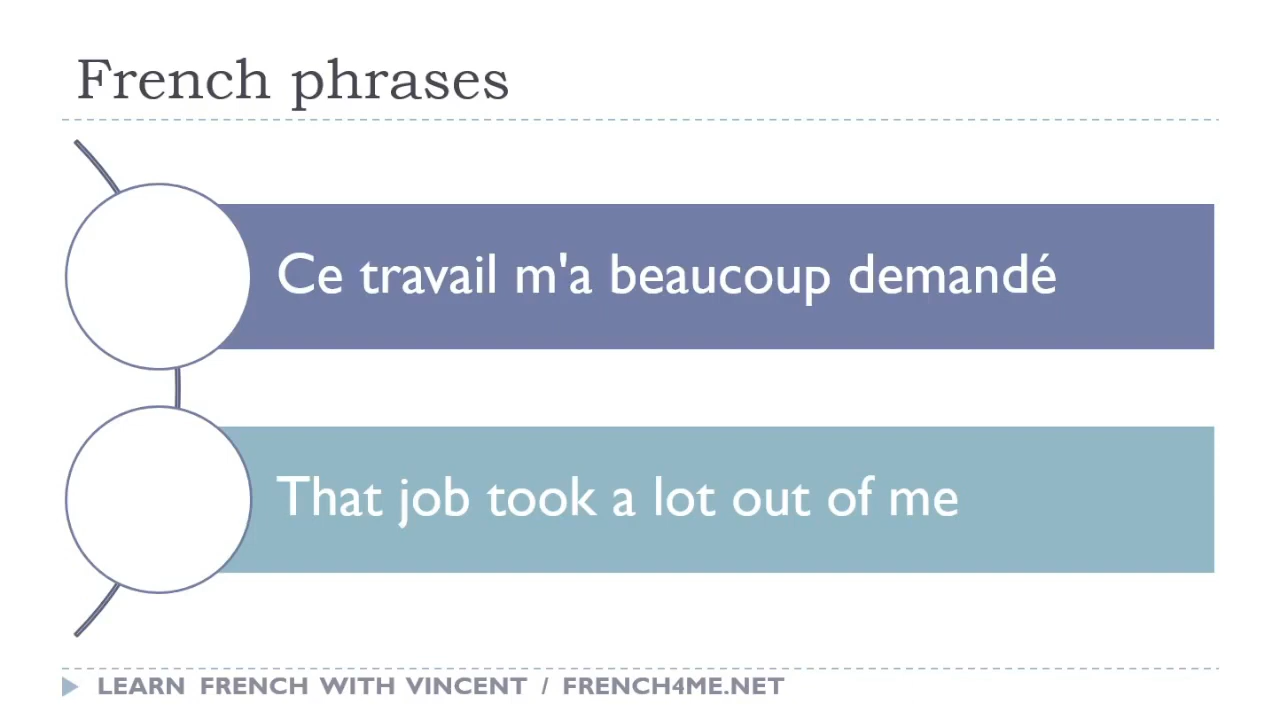 French phrases
Ce travail m'a beaucoup demandé
That job took a lot out of me
LEARN FRENCH WITH VINCENT / FRENCH4ME.NET